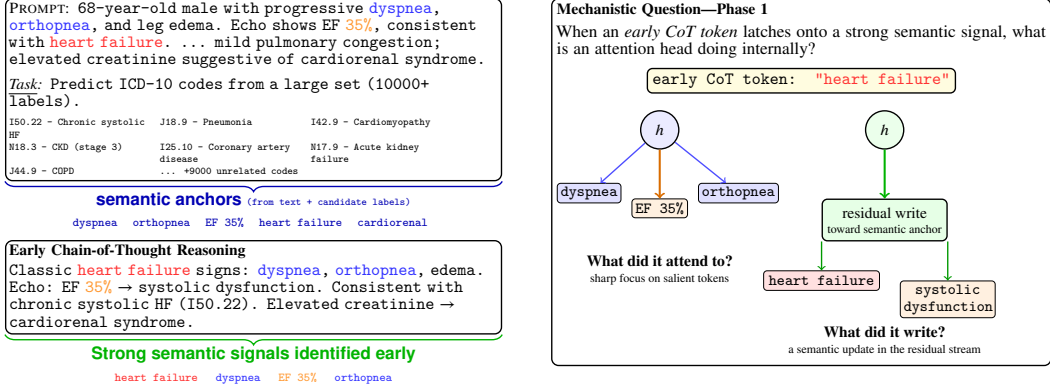 PROMPT: 68-year-old male with progressive dyspnea,
orthopnea, and leg edema. Echo shows EF 35%, consistent
with heart failure. ... mild pulmonary congestion;
elevated creatinine suggestive of cardiorenal syndrome.
Task: Predict ICD-10 codes from a large set (10000+
labels).
I50.22 - Chronic systolic HF
J18.9 - Pneumonia
I42.9 - Cardiomyopathy
N18.3 - CKD (stage 3)
I25.10 - Coronary artery disease
N17.9 - Acute kidney failure
J44.9 - COPD
... +9000 unrelated codes
semantic anchors (from text + candidate labels)
dyspnea orthopnea EF 35% heart failure cardiorenal
Early Chain-of-Thought Reasoning
Classic heart failure signs: dyspnea, orthopnea, edema.
Echo: EF 35% → systolic dysfunction. Consistent with
chronic systolic HF (I50.22). Elevated creatinine →
cardiorenal syndrome.
Strong semantic signals identified early
heart failure dyspnea EF 35% orthopnea
Mechanistic Question—Phase 1
When an early CoT token latches onto a strong semantic signal, what
is an attention head doing internally?
early CoT token: "heart failure"
h
dyspnea
EF 35%
orthopnea
What did it attend to?
sharp focus on salient tokens
h
residual write
toward semantic anchor
heart failure
systolic
dysfunction
What did it write?
a semantic update in the residual stream